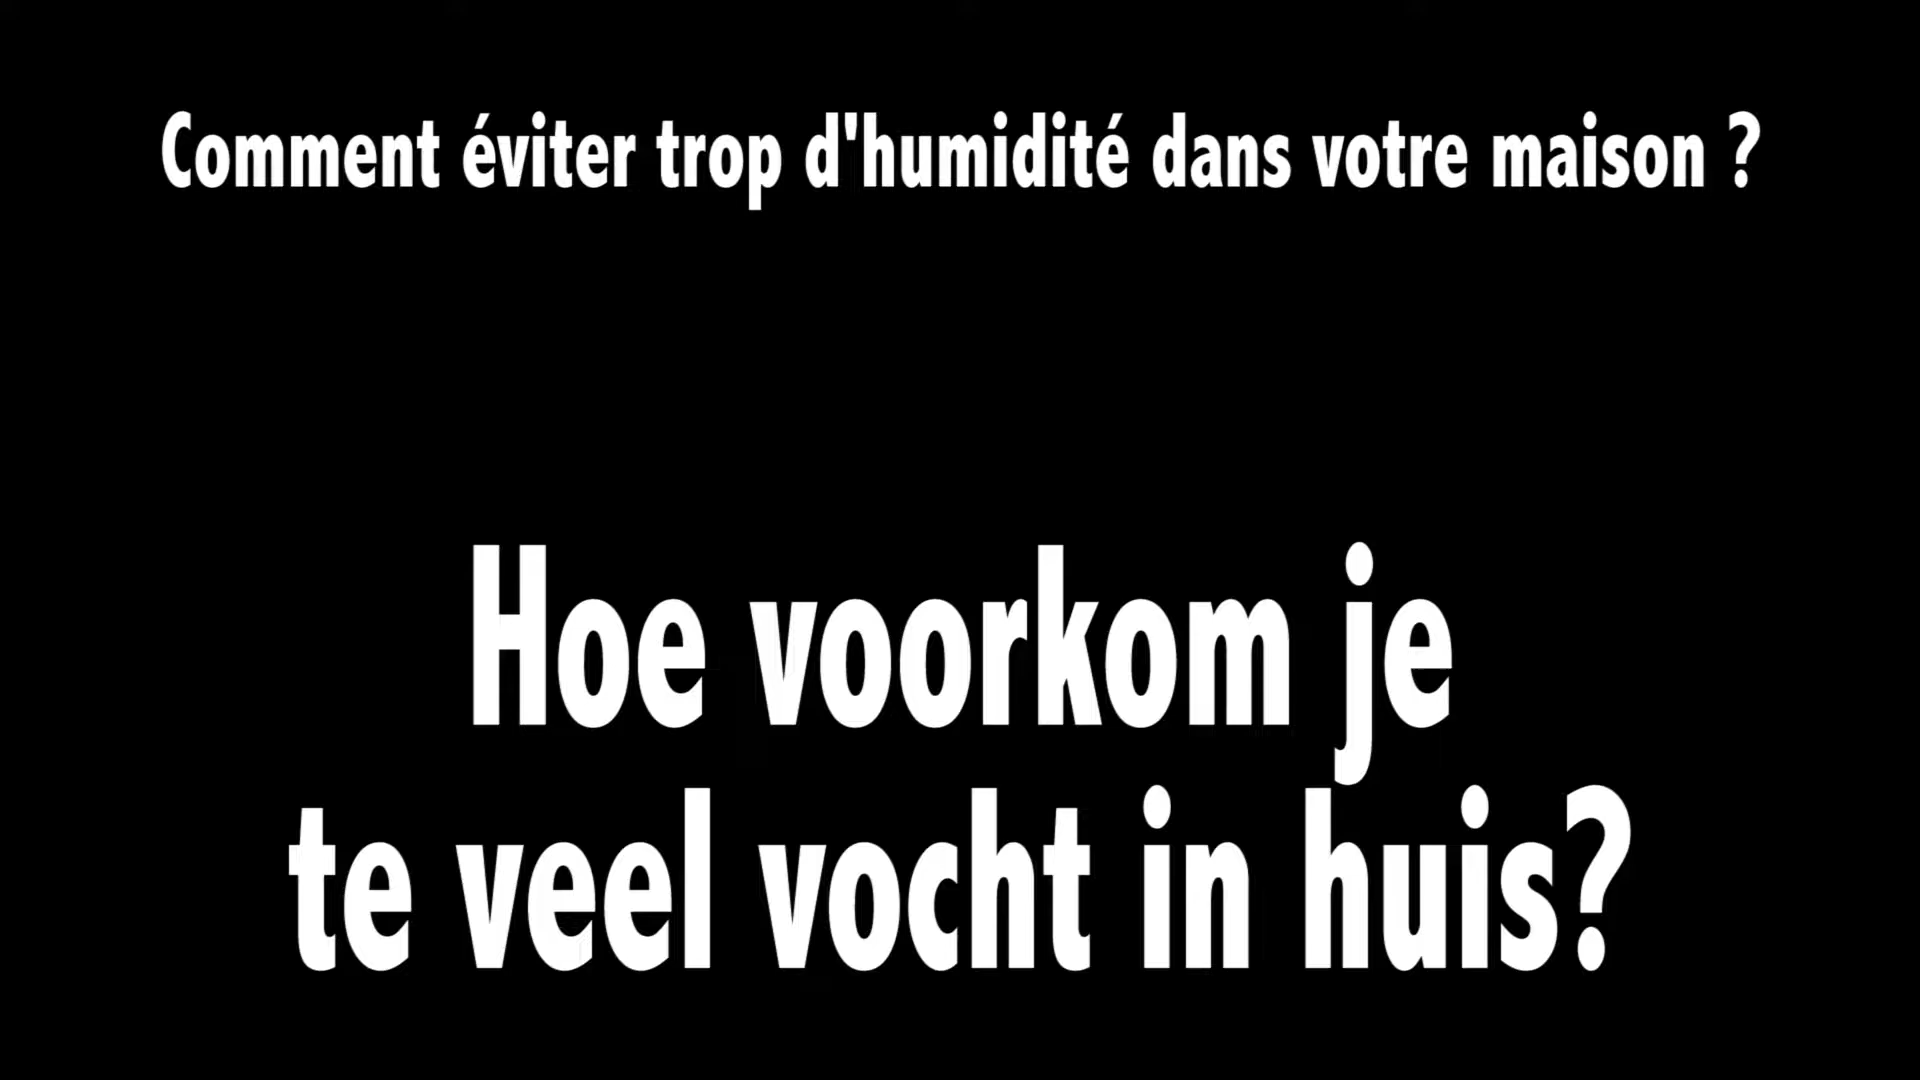 Comment éviter trop d'humidité dans votre maison ?
Hoe voorkom je
te veel vocht in huis?